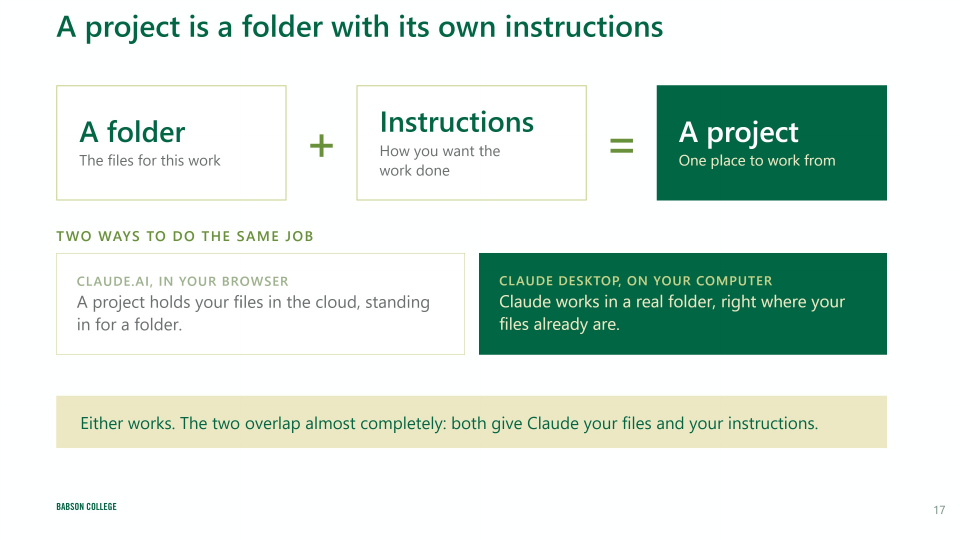 A project is a folder with its own instructions
A folder
The files for this work
+
Instructions
How you want the
work done
=
A project
One place to work from
TWO WAYS TO DO THE SAME JOB
CLAUDE.AI, IN YOUR BROWSER
A project holds your files in the cloud, standing
in for a folder.
CLAUDE DESKTOP, ON YOUR COMPUTER
Claude works in a real folder, right where your
files already are.
Either works. The two overlap almost completely: both give Claude your files and your instructions.
BABSON COLLEGE
17